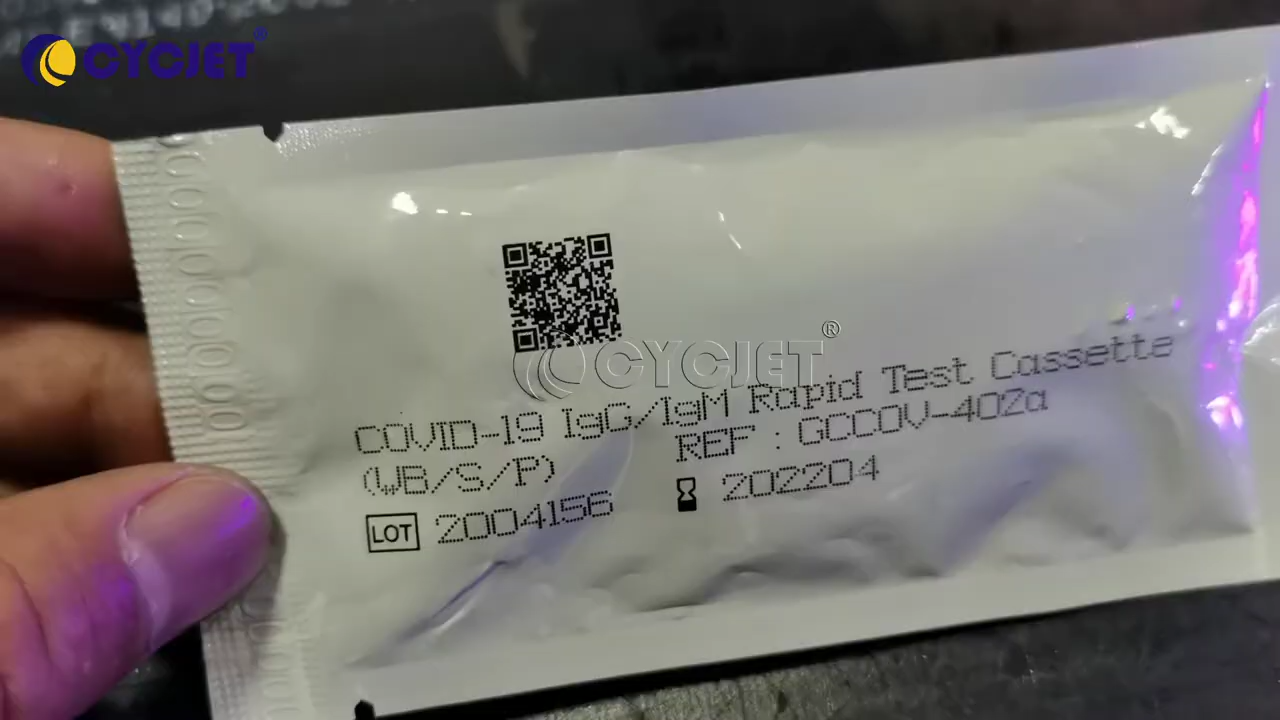 CYCJET®
CYCJET®
COVID-19 IgG/IgM Rapid Test Cassette
(WB/S/P)
REF : GCCOV-402a
LOT 2004156
202204